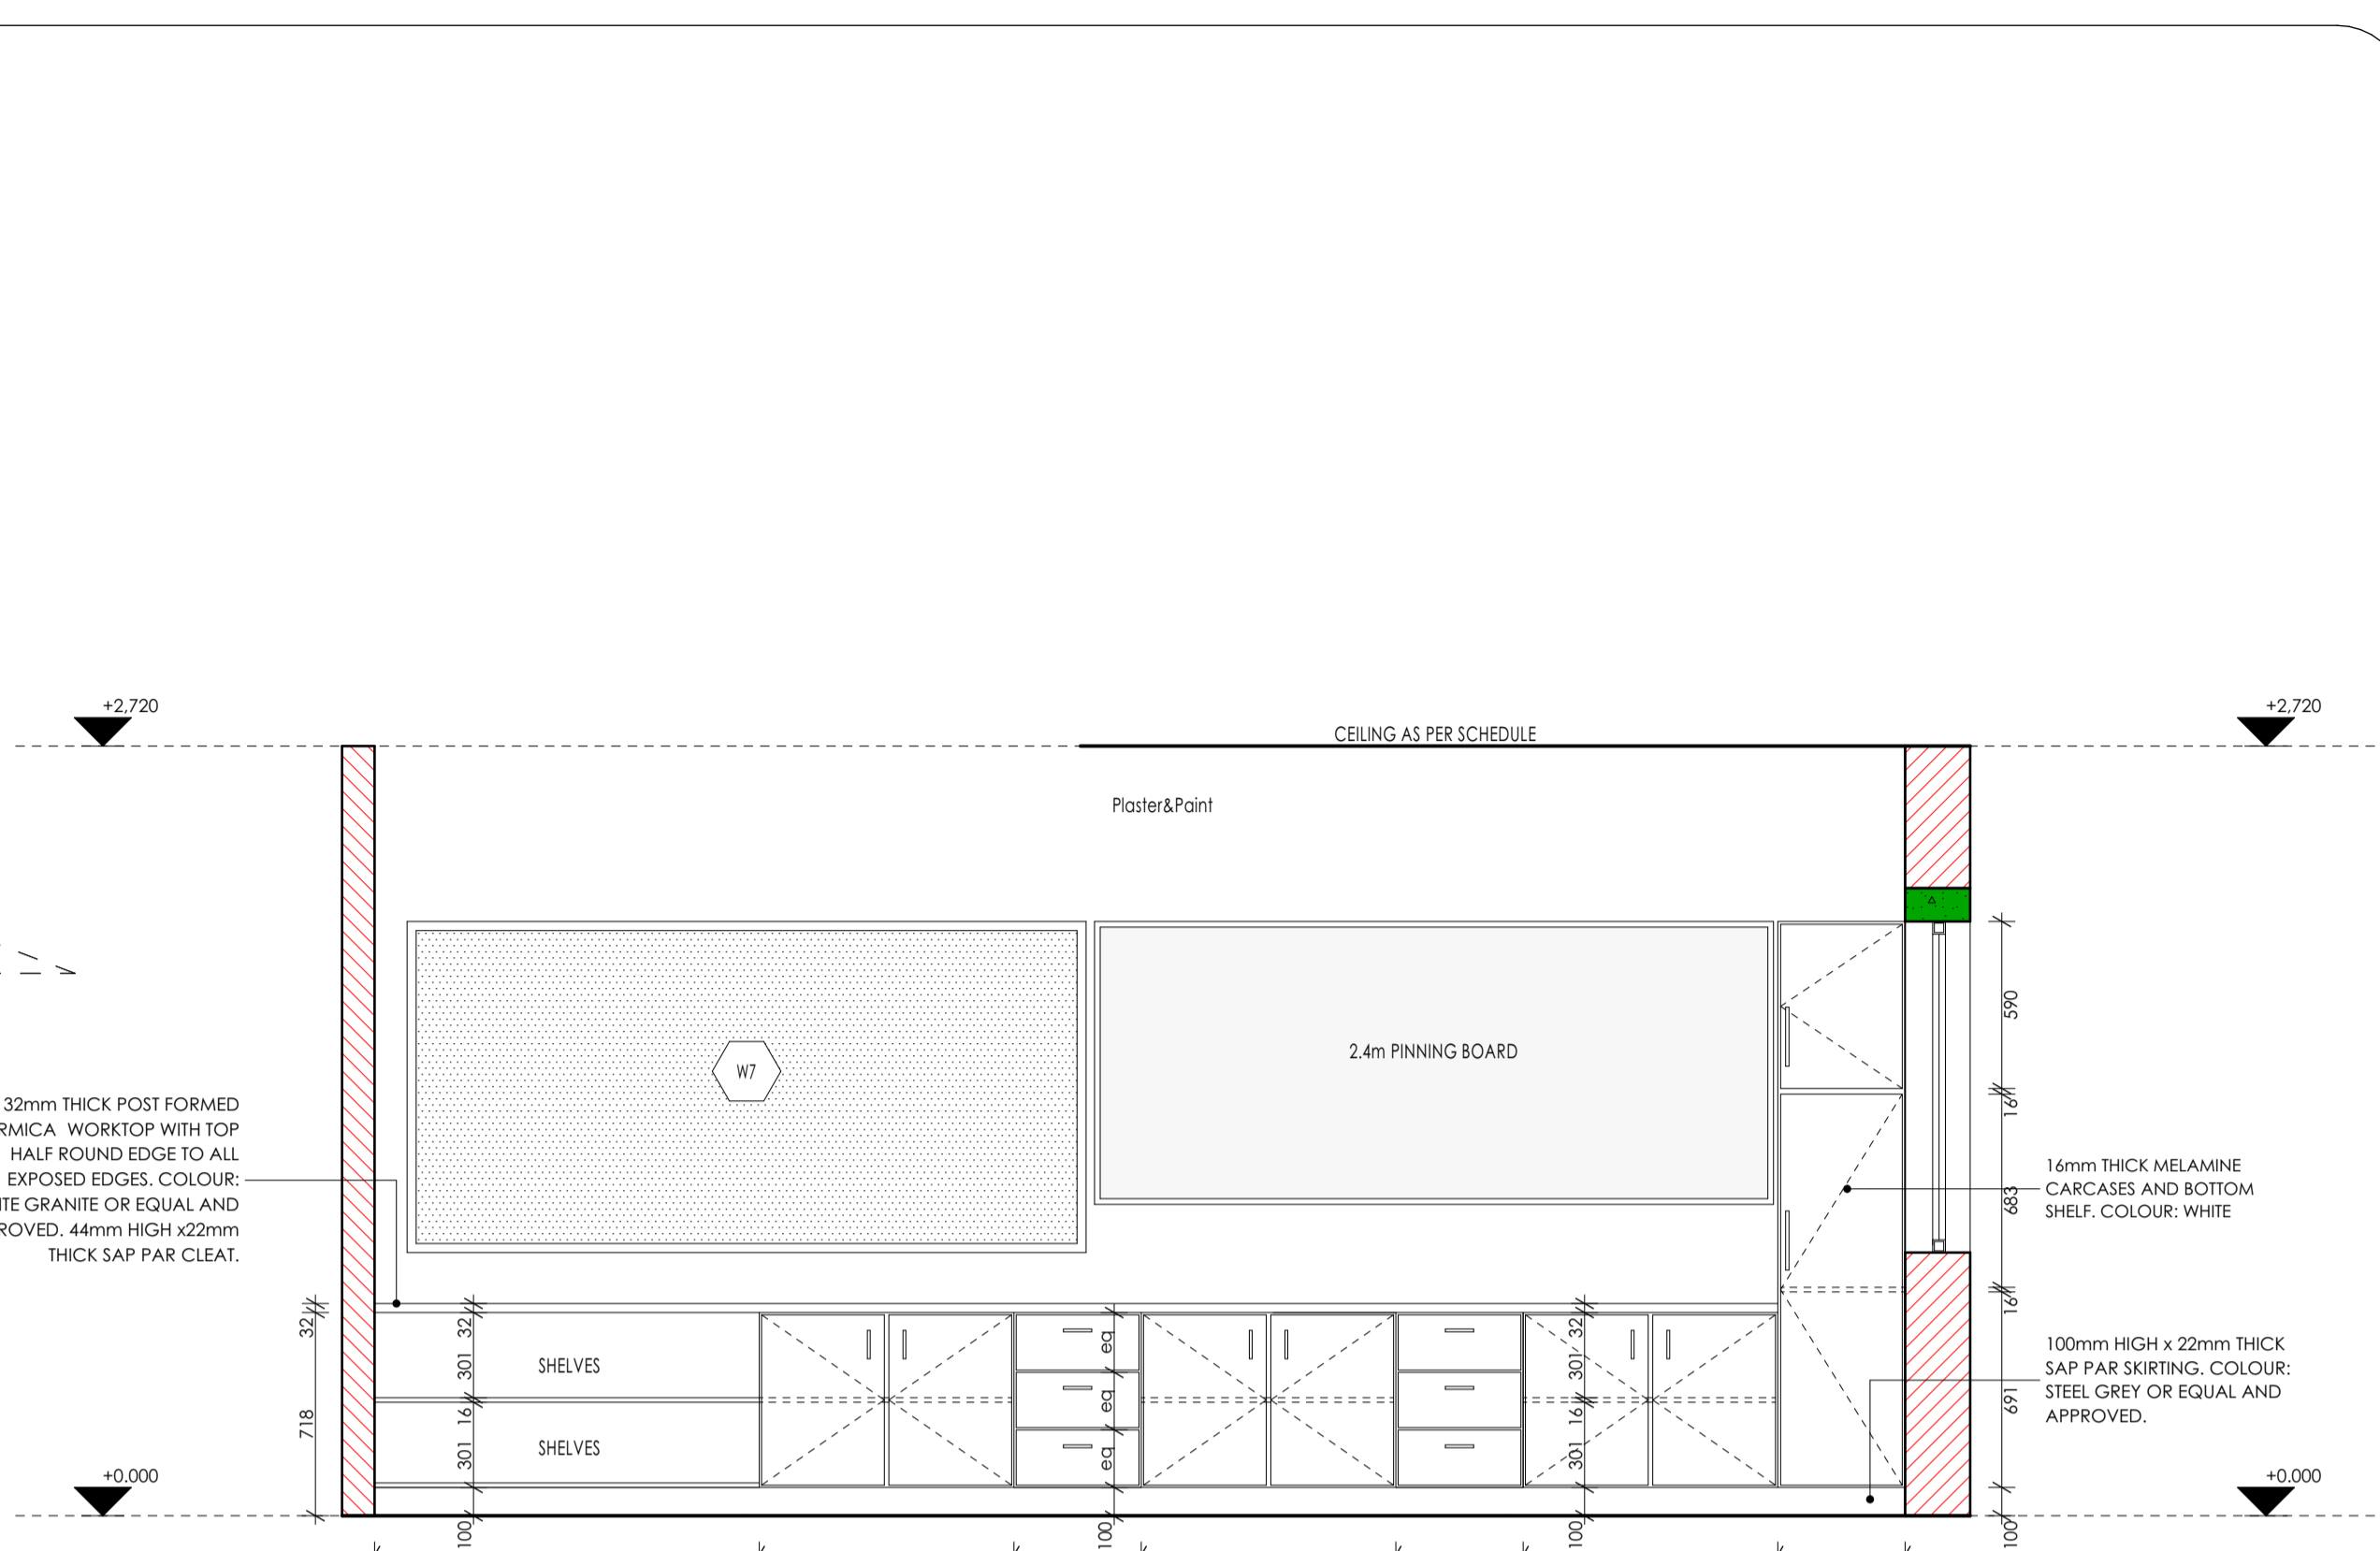 +2,720
CEILING AS PER SCHEDULE
+2,720
Plaster&Paint
W7
2.4m PINNING BOARD
32mm THICK POST FORMED
RMICA WORKTOP WITH TOP
HALF ROUND EDGE TO ALL
EXPOSED EDGES. COLOUR:
ITE GRANITE OR EQUAL AND
ROVED. 44mm HIGH x22mm
THICK SAP PAR CLEAT.
590
16
683
16
691
100
16mm THICK MELAMINE
CARCASES AND BOTTOM
SHELF. COLOUR: WHITE
100mm HIGH x 22mm THICK
SAP PAR SKIRTING. COLOUR:
STEEL GREY OR EQUAL AND
APPROVED.
32
718
32
301
16
301
100
SHELVES
SHELVES
eq
eq
eq
100
32
301
16
301
100
+0.000
+0.000